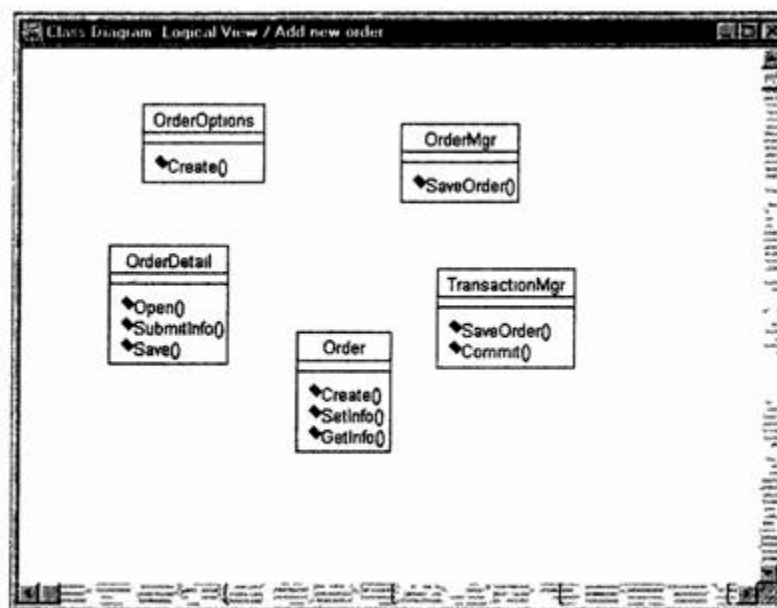 Class Diagram Logical View / Add new order
OrderOptions
Create()
OrderMgr
SaveOrder()
OrderDetail
Open()
SubmitInfo()
Save()
TransactionMgr
SaveOrder()
Commit()
Order
Create()
SetInfo()
GetInfo()